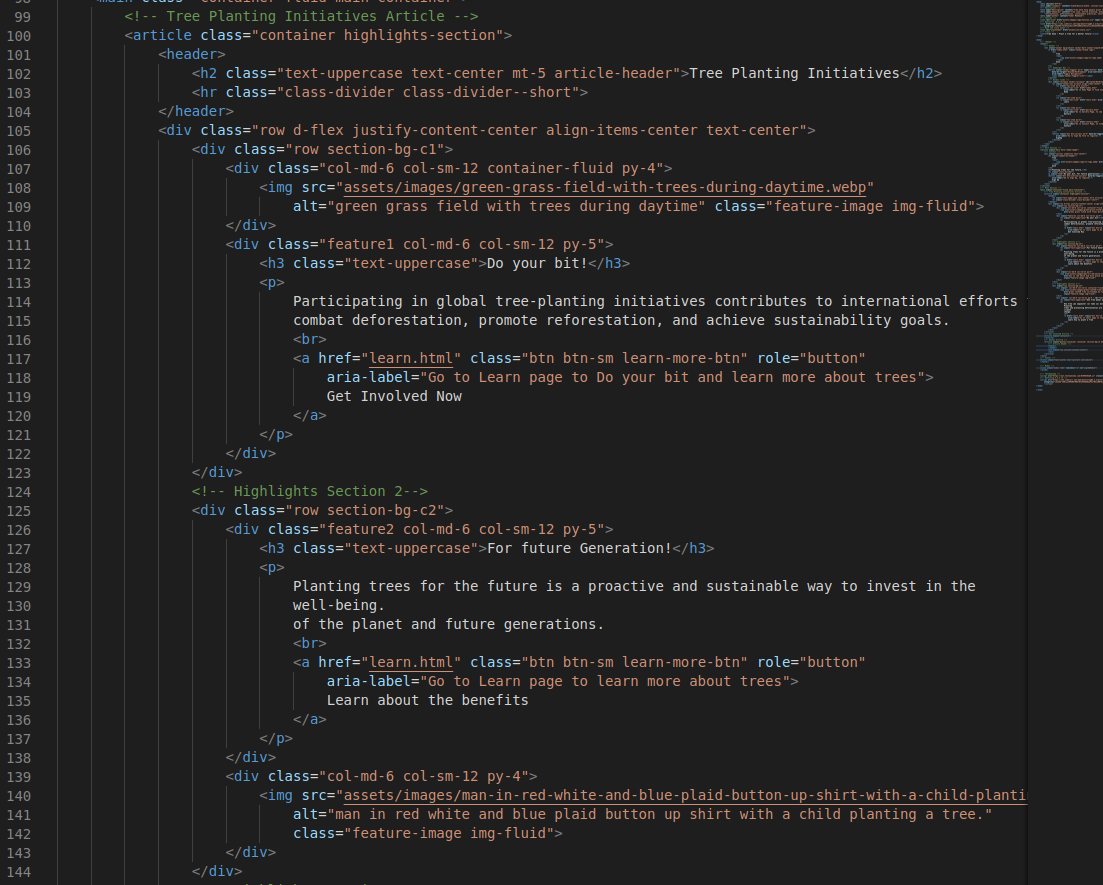 98 <main class="container-fluid main-container">
99 <!-- Tree Planting Initiatives Article -->
100 <article class="container highlights-section">
101 <header>
102 <h2 class="text-uppercase text-center mt-5 article-header">Tree Planting Initiatives</h2>
103 <hr class="class-divider class-divider--short">
104 </header>
105 <div class="row d-flex justify-content-center align-items-center text-center">
106 <div class="row section-bg-c1">
107 <div class="col-md-6 col-sm-12 container-fluid py-4">
108 <img src="assets/images/green-grass-field-with-trees-during-daytime.webp"
109 alt="green grass field with trees during daytime" class="feature-image img-fluid">
110 </div>
111 <div class="feature1 col-md-6 col-sm-12 py-5">
112 <h3 class="text-uppercase">Do your bit!</h3>
113 <p>
114 Participating in global tree-planting initiatives contributes to international efforts
115 combat deforestation, promote reforestation, and achieve sustainability goals.
116 <br>
117 <a href="learn.html" class="btn btn-sm learn-more-btn" role="button"
118 aria-label="Go to Learn page to Do your bit and learn more about trees">
119 Get Involved Now
120 </a>
121 </p>
122 </div>
123 </div>
124 <!-- Highlights Section 2-->
125 <div class="row section-bg-c2">
126 <div class="feature2 col-md-6 col-sm-12 py-5">
127 <h3 class="text-uppercase">For future Generation!</h3>
128 <p>
129 Planting trees for the future is a proactive and sustainable way to invest in the
130 well-being.
131 of the planet and future generations.
132 <br>
133 <a href="learn.html" class="btn btn-sm learn-more-btn" role="button"
134 aria-label="Go to Learn page to learn more about trees">
135 Learn about the benefits
136 </a>
137 </p>
138 </div>
139 <div class="col-md-6 col-sm-12 py-4">
140 <img src="assets/images/man-in-red-white-and-blue-plaid-button-up-shirt-with-a-child-planti
141 alt="man in red white and blue plaid button up shirt with a child planting a tree."
142 class="feature-image img-fluid">
143 </div>
144 </div>